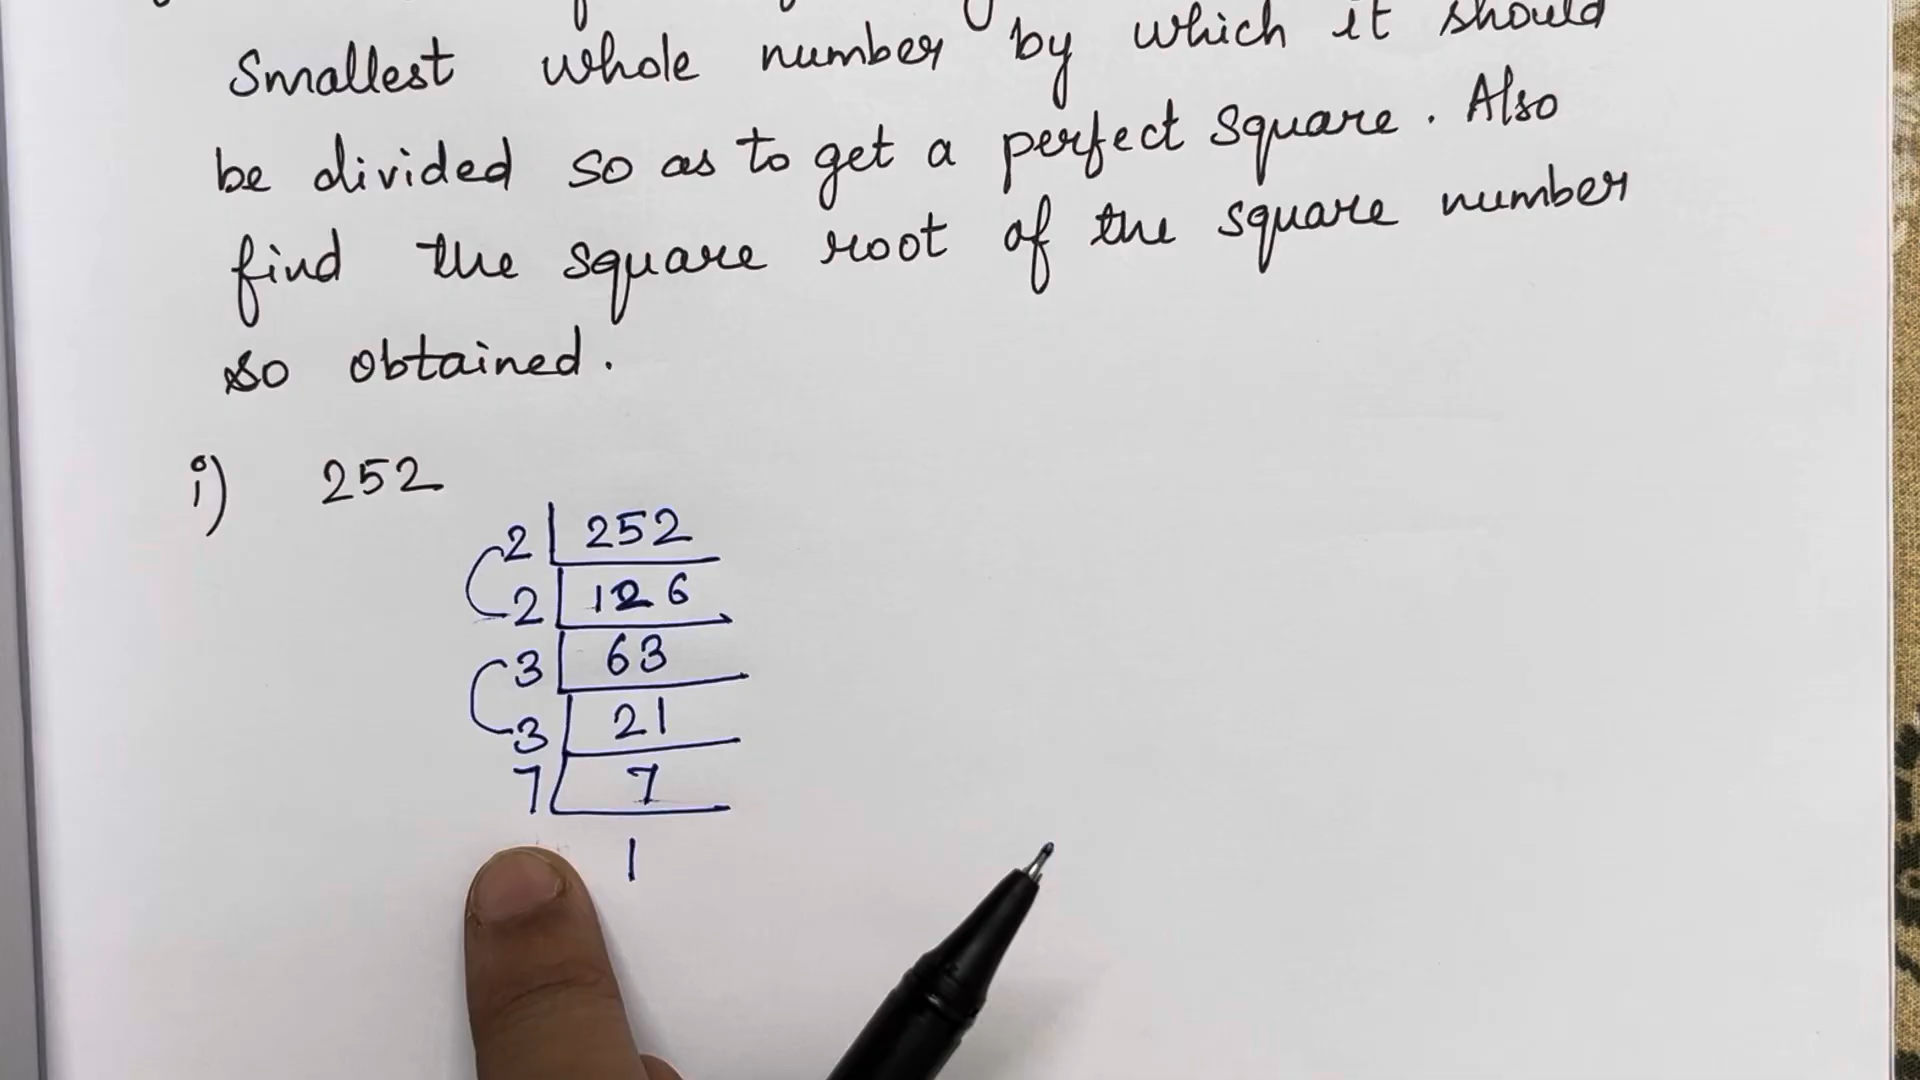 Smallest whole number by which it should
be divided so as to get a perfect square. Also
find the square root of the square number
so obtained.
i) 252
2 252
2 126
3 63
3 21
7 7
1